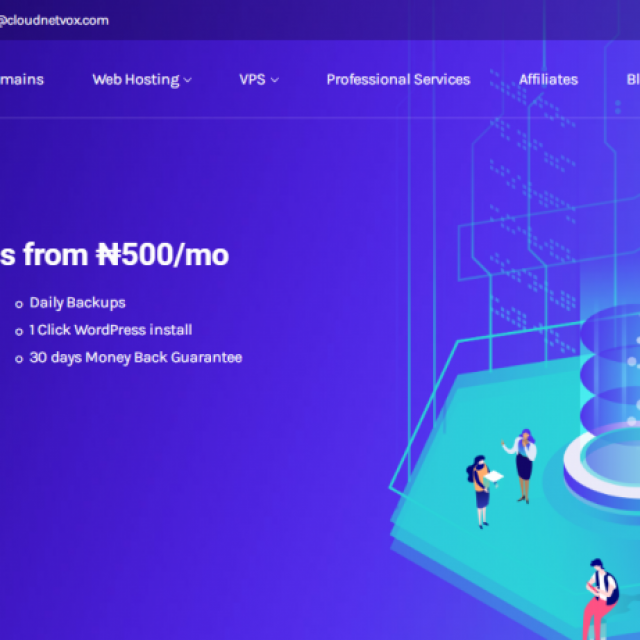 @cloudnetvox.com
mains Web Hosting VPS Professional Services Affiliates Bl
s from ₦500/mo
Daily Backups
1 Click WordPress install
30 days Money Back Guarantee